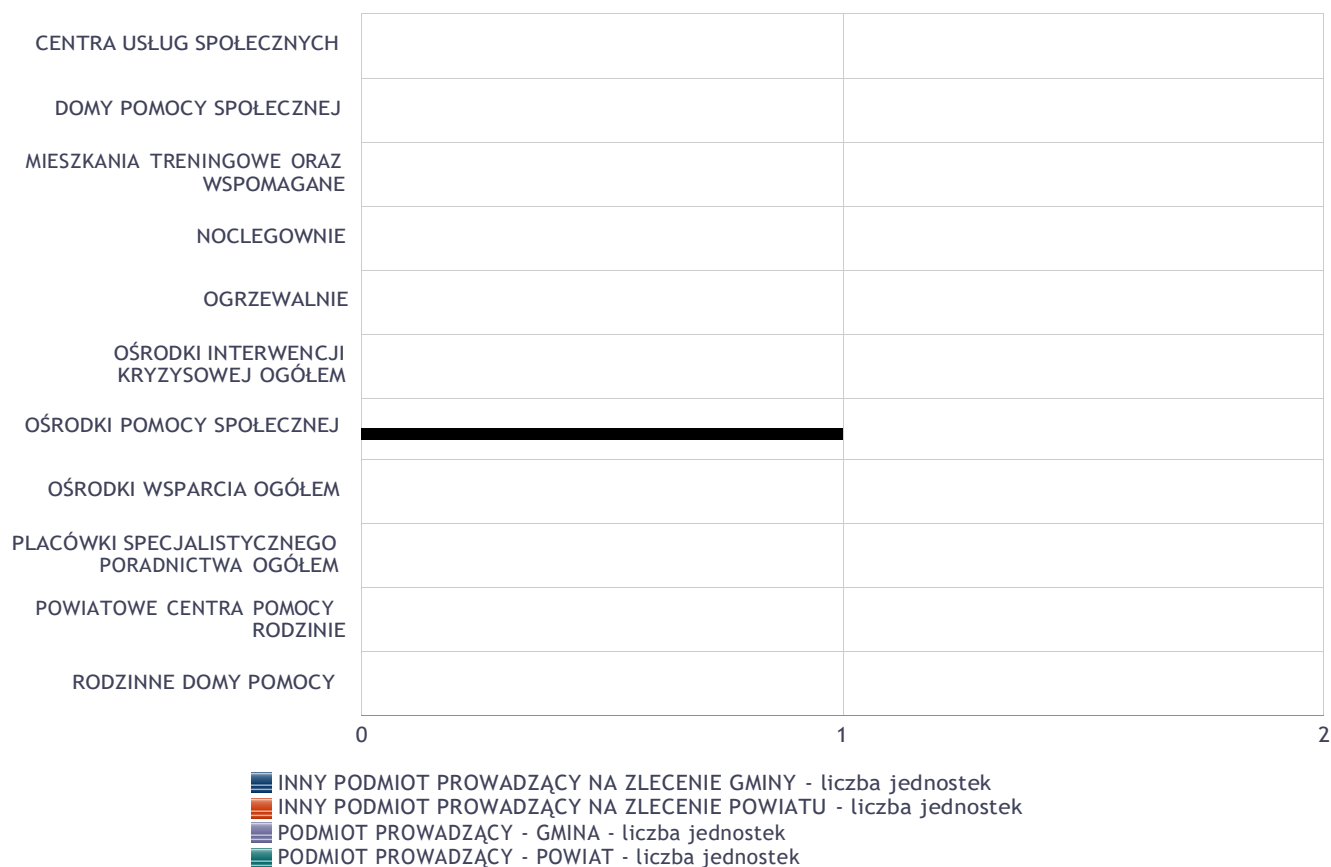 CENTRA USŁUG SPOŁECZNYCH
DOMY POMOCY SPOŁECZNEJ
MIESZKANIA TRENINGOWE ORAZ
WSPOMAGANE
NOCLEGOWNIE
OGRZEWALNIE
OŚRODKI INTERWENCJI
KRYZYSOWEJ OGÓŁEM
OŚRODKI POMOCY SPOŁECZNEJ
OŚRODKI WSPARCIA OGÓŁEM
PLACÓWKI SPECJALISTYCZNEGO
PORADNICTWA OGÓŁEM
POWIATOWE CENTRA POMOCY
RODZINIE
RODZINNE DOMY POMOCY
0 1 2
INNY PODMIOT PROWADZĄCY NA ZLECENIE GMINY - liczba jednostek
INNY PODMIOT PROWADZĄCY NA ZLECENIE POWIATU - liczba jednostek
PODMIOT PROWADZĄCY - GMINA - liczba jednostek
PODMIOT PROWADZĄCY - POWIAT - liczba jednostek